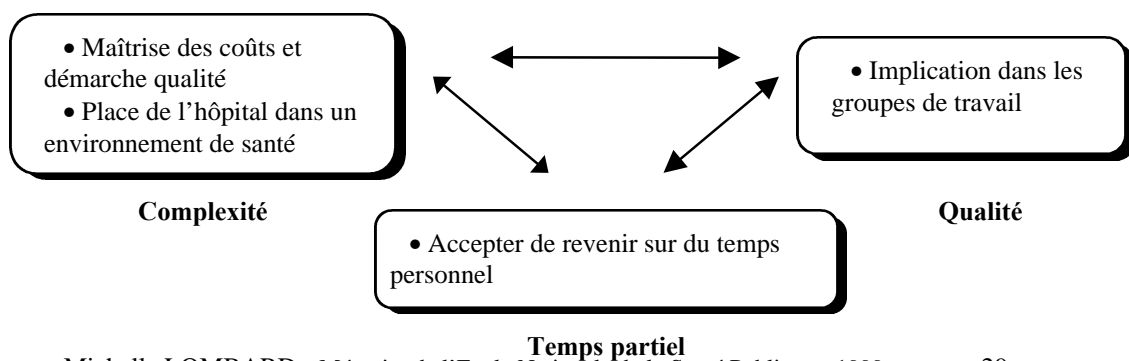 • Maîtrise des coûts et
démarche qualité
• Place de l’hôpital dans un
environnement de santé
Complexité
• Implication dans les
groupes de travail
Qualité
• Accepter de revenir sur du temps
personnel
Temps partiel